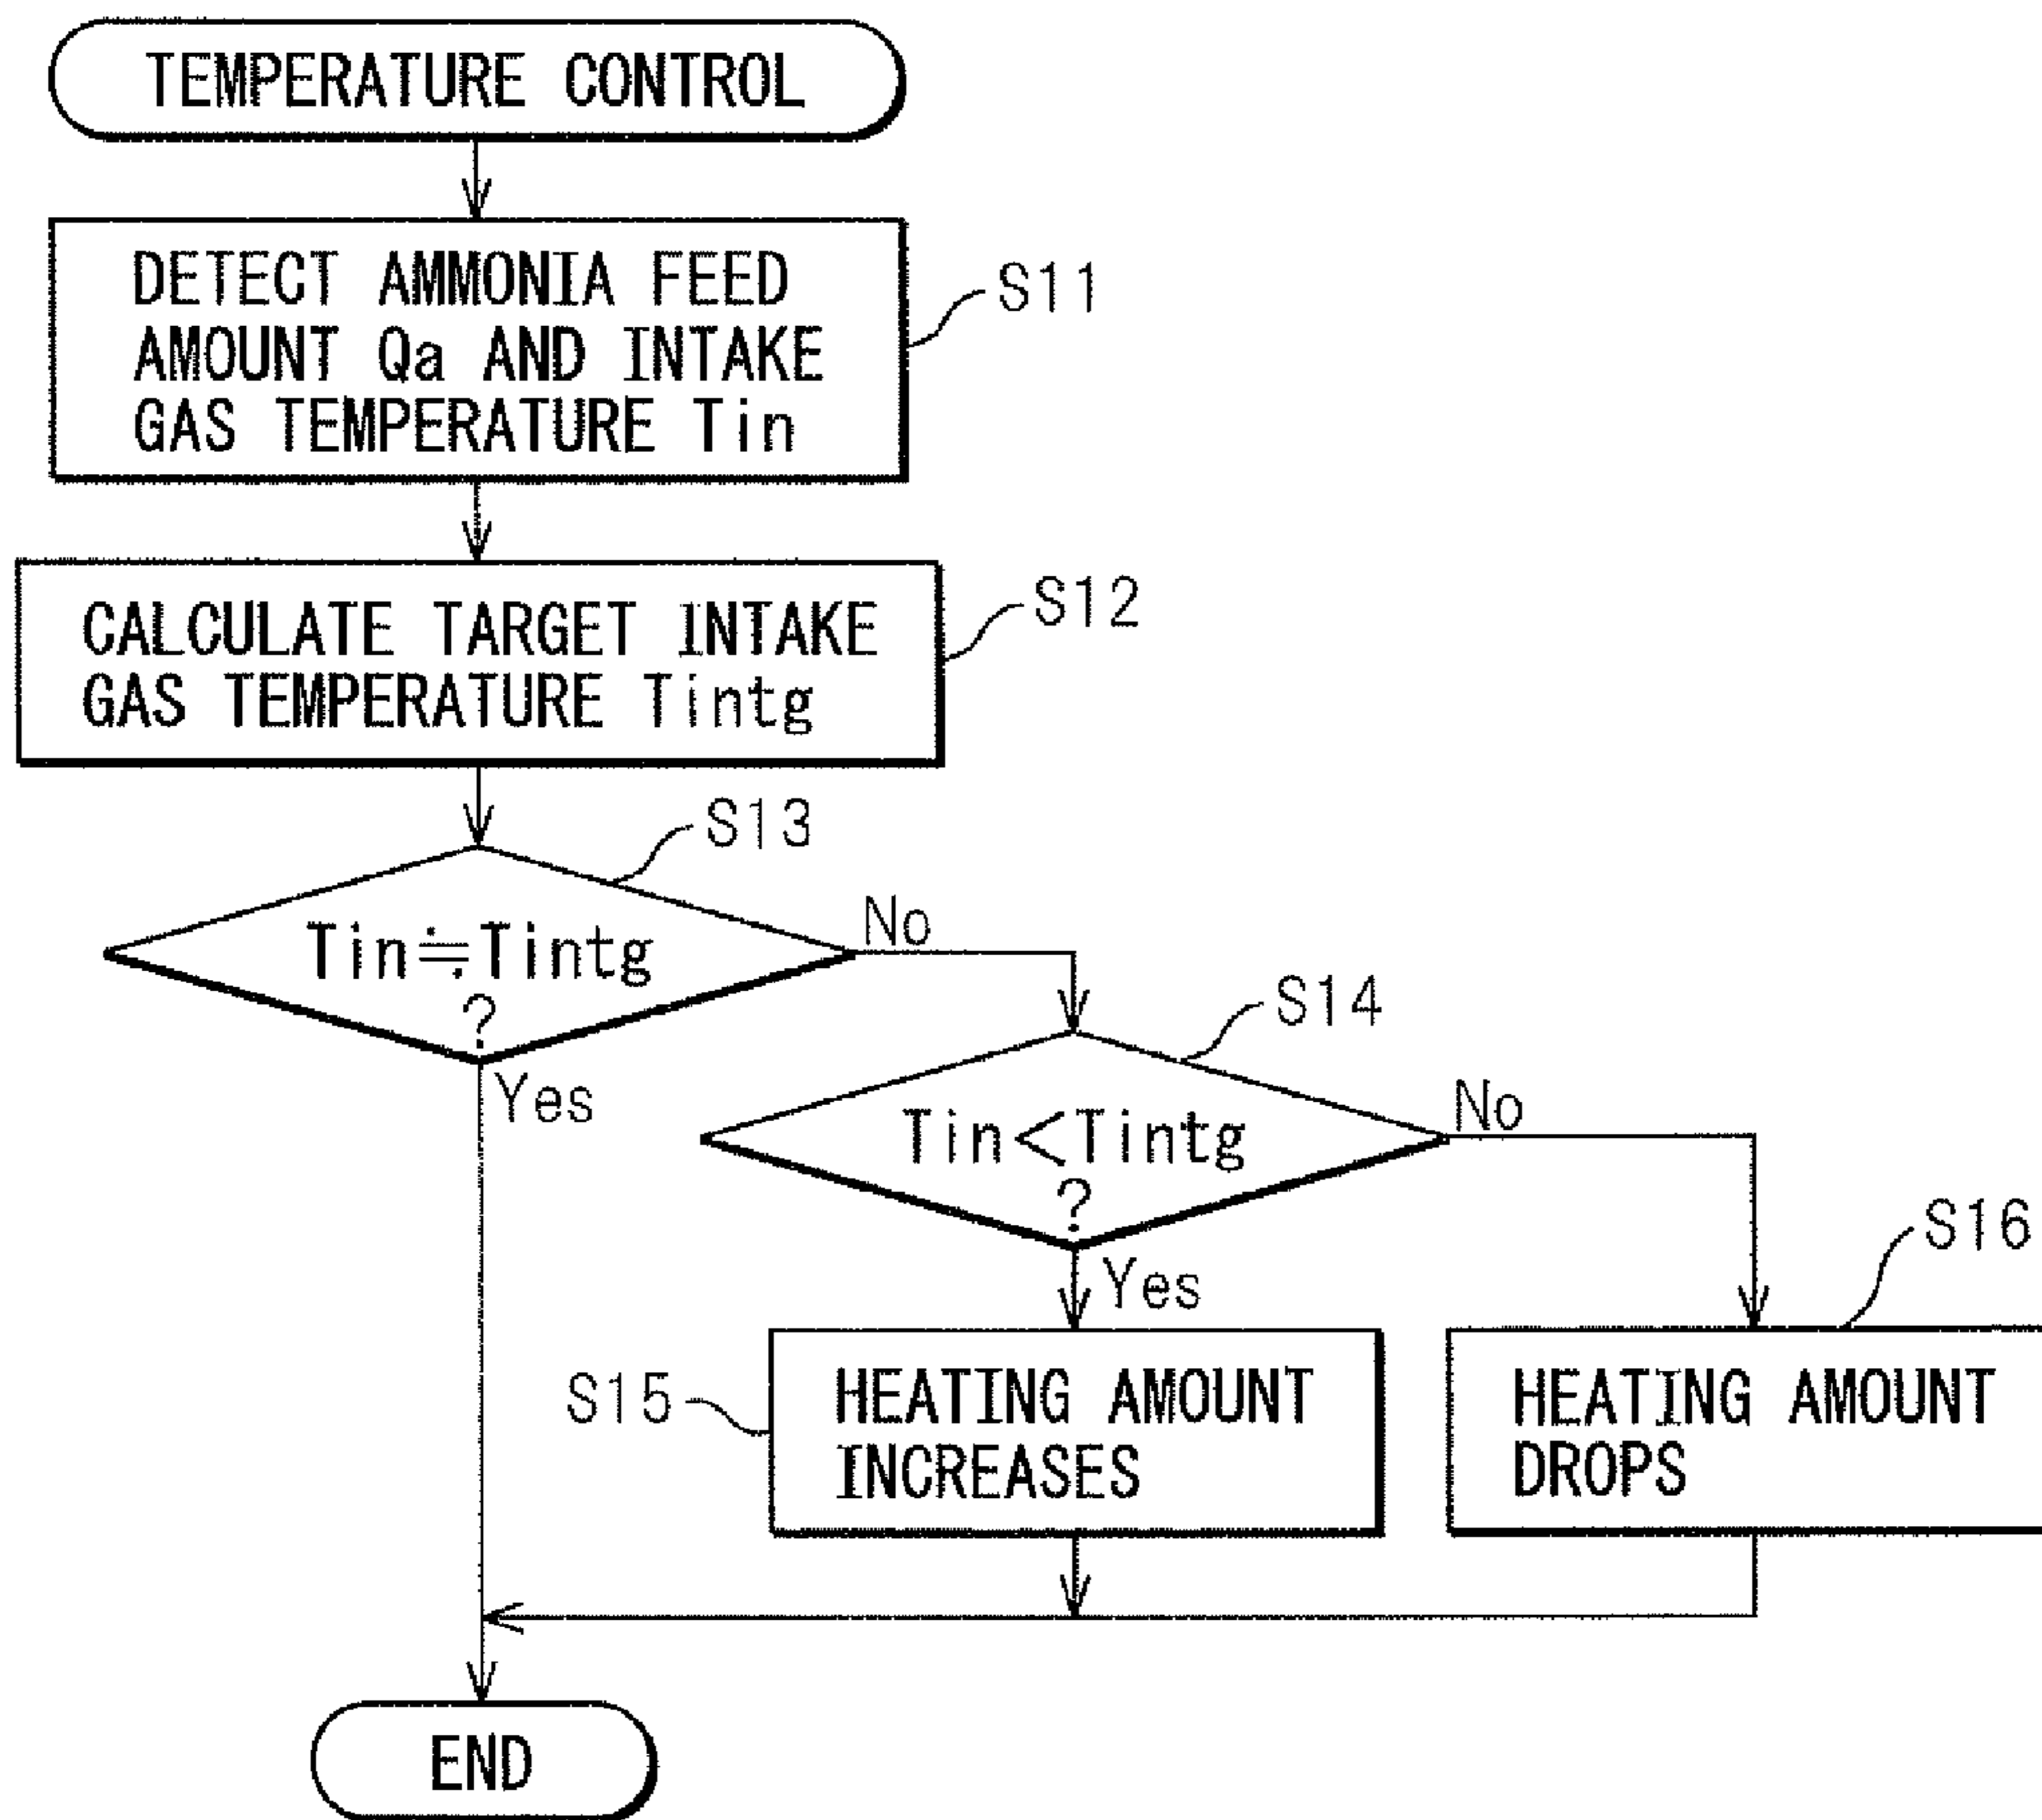 TEMPERATURE CONTROL
DETECT AMMONIA FEED
AMOUNT Qa AND INTAKE
GAS TEMPERATURE Tin
S11
CALCULATE TARGET INTAKE
GAS TEMPERATURE Tintg
S12
S13
Tin≒Tintg
?
No
Yes
S14
Tin<Tintg
?
No
Yes
S15
HEATING AMOUNT
INCREASES
S16
HEATING AMOUNT
DROPS
END